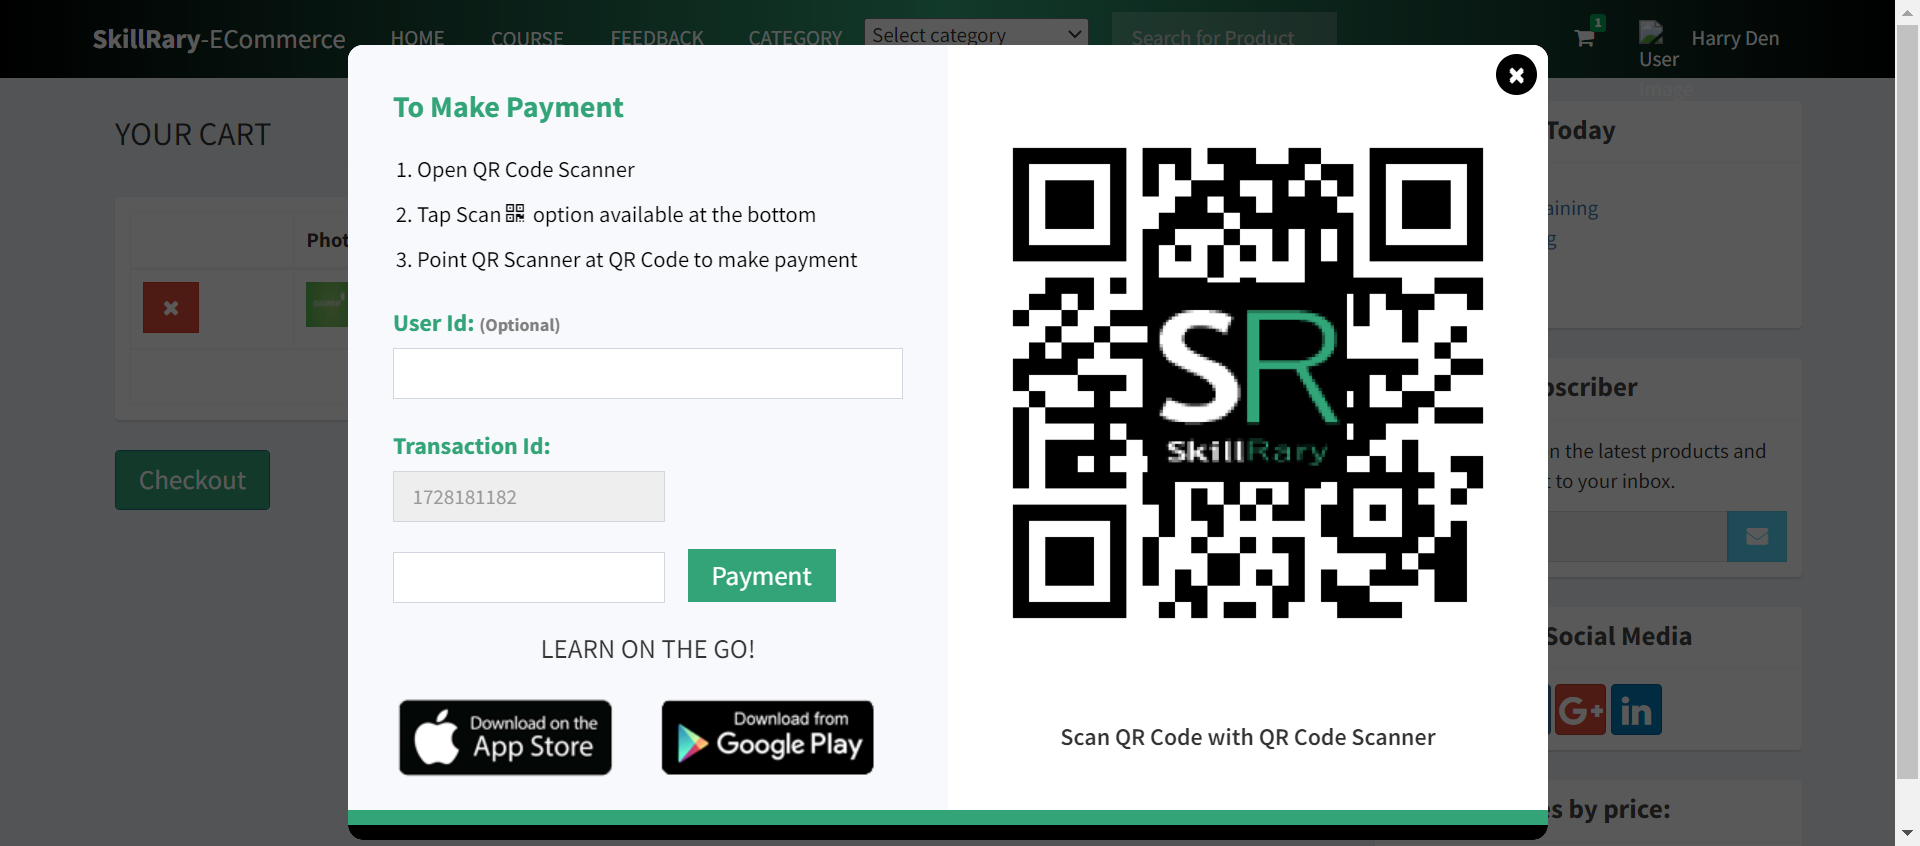 SkillRary-ECommerce
HOME
COURSE
FEEDBACK
CATEGORY
Select category
Search for Product
1
User
Image
Harry Den
YOUR CART
Phot
Checkout
To Make Payment
1. Open QR Code Scanner
2. Tap Scan option available at the bottom
3. Point QR Scanner at QR Code to make payment
User Id: (Optional)
Transaction Id:
1728181182
Payment
LEARN ON THE GO!
Download on the
App Store
Download from
Google Play
SR
SkillRary
Scan QR Code with QR Code Scanner
Today
aining
g
bscriber
n the latest products and
t to your inbox.
Social Media
G+
in
es by price: